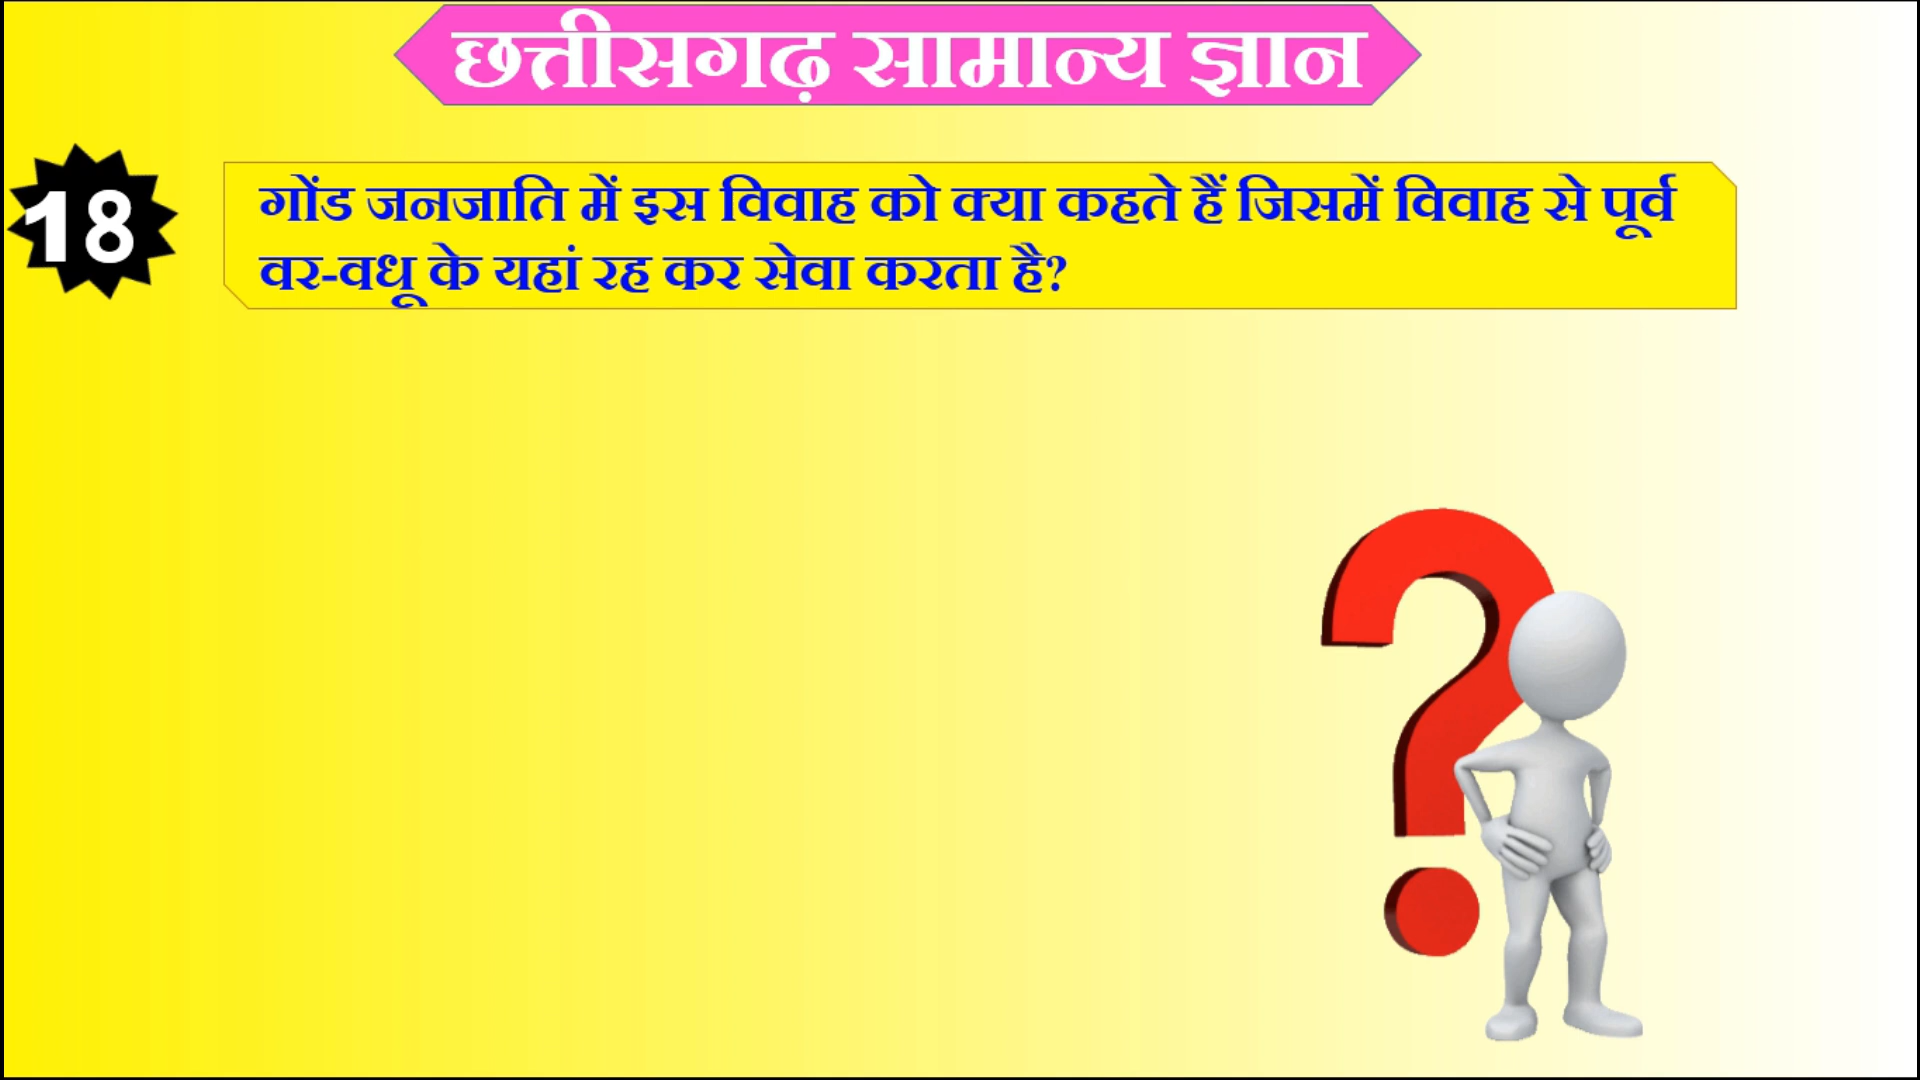 छत्तीसगढ़ सामान्य ज्ञान
18
गोंड जनजाति में इस विवाह को क्या कहते हैं जिसमें विवाह से पूर्व
वर-वधू के यहां रह कर सेवा करता है?